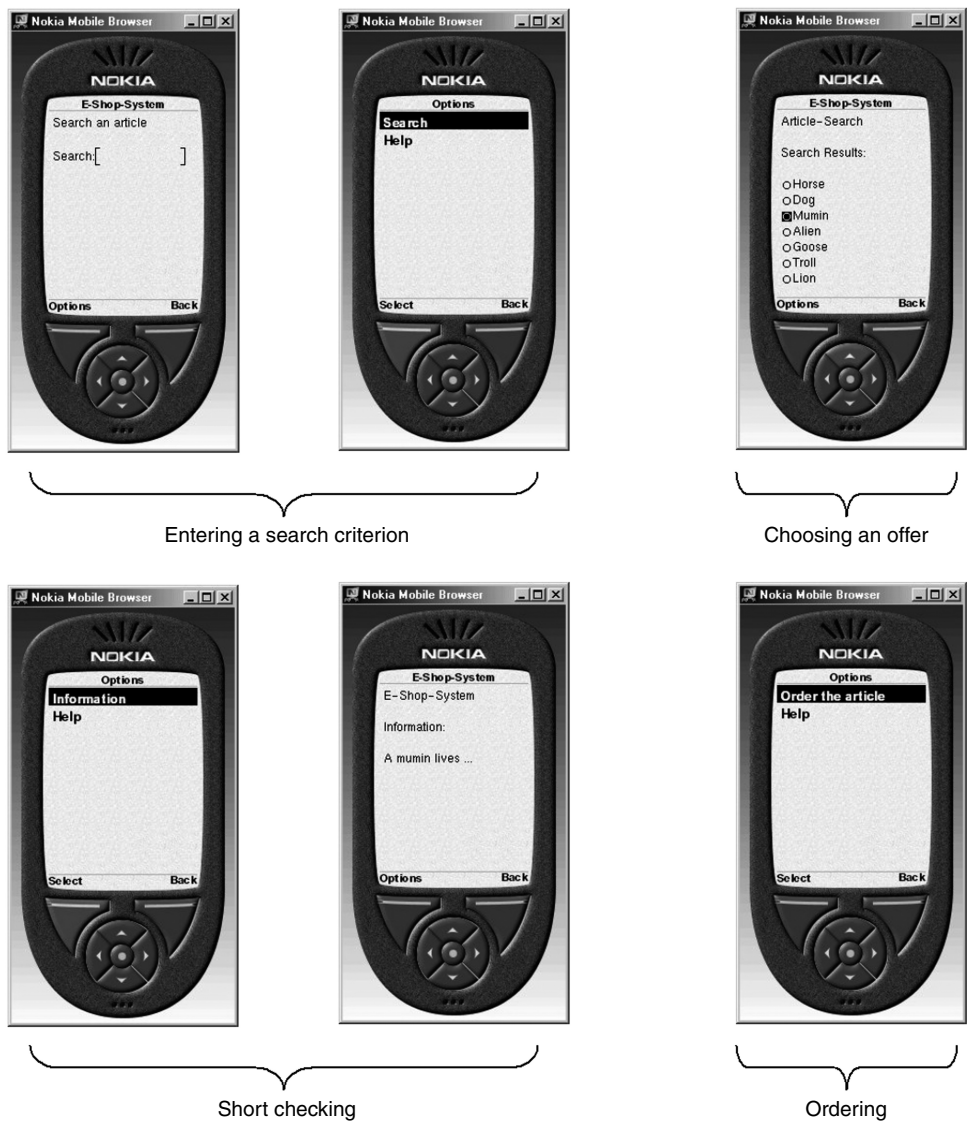 Nokia Mobile Browser
NOKIA
E-Shop-System
Search an article
Search:[ ]
Options Back
Nokia Mobile Browser
NOKIA
Options
Search
Help
Select Back
Entering a search criterion
Nokia Mobile Browser
NOKIA
E-Shop-System
Article-Search
Search Results:
Horse
Dog
Mumin
Alien
Goose
Troll
Lion
Options Back
Choosing an offer
Nokia Mobile Browser
NOKIA
Options
Information
Help
Select Back
Nokia Mobile Browser
NOKIA
E-Shop-System
E-Shop-System
Information:
A mumin lives ...
Options Back
Short checking
Nokia Mobile Browser
NOKIA
Options
Order the article
Help
Select Back
Ordering